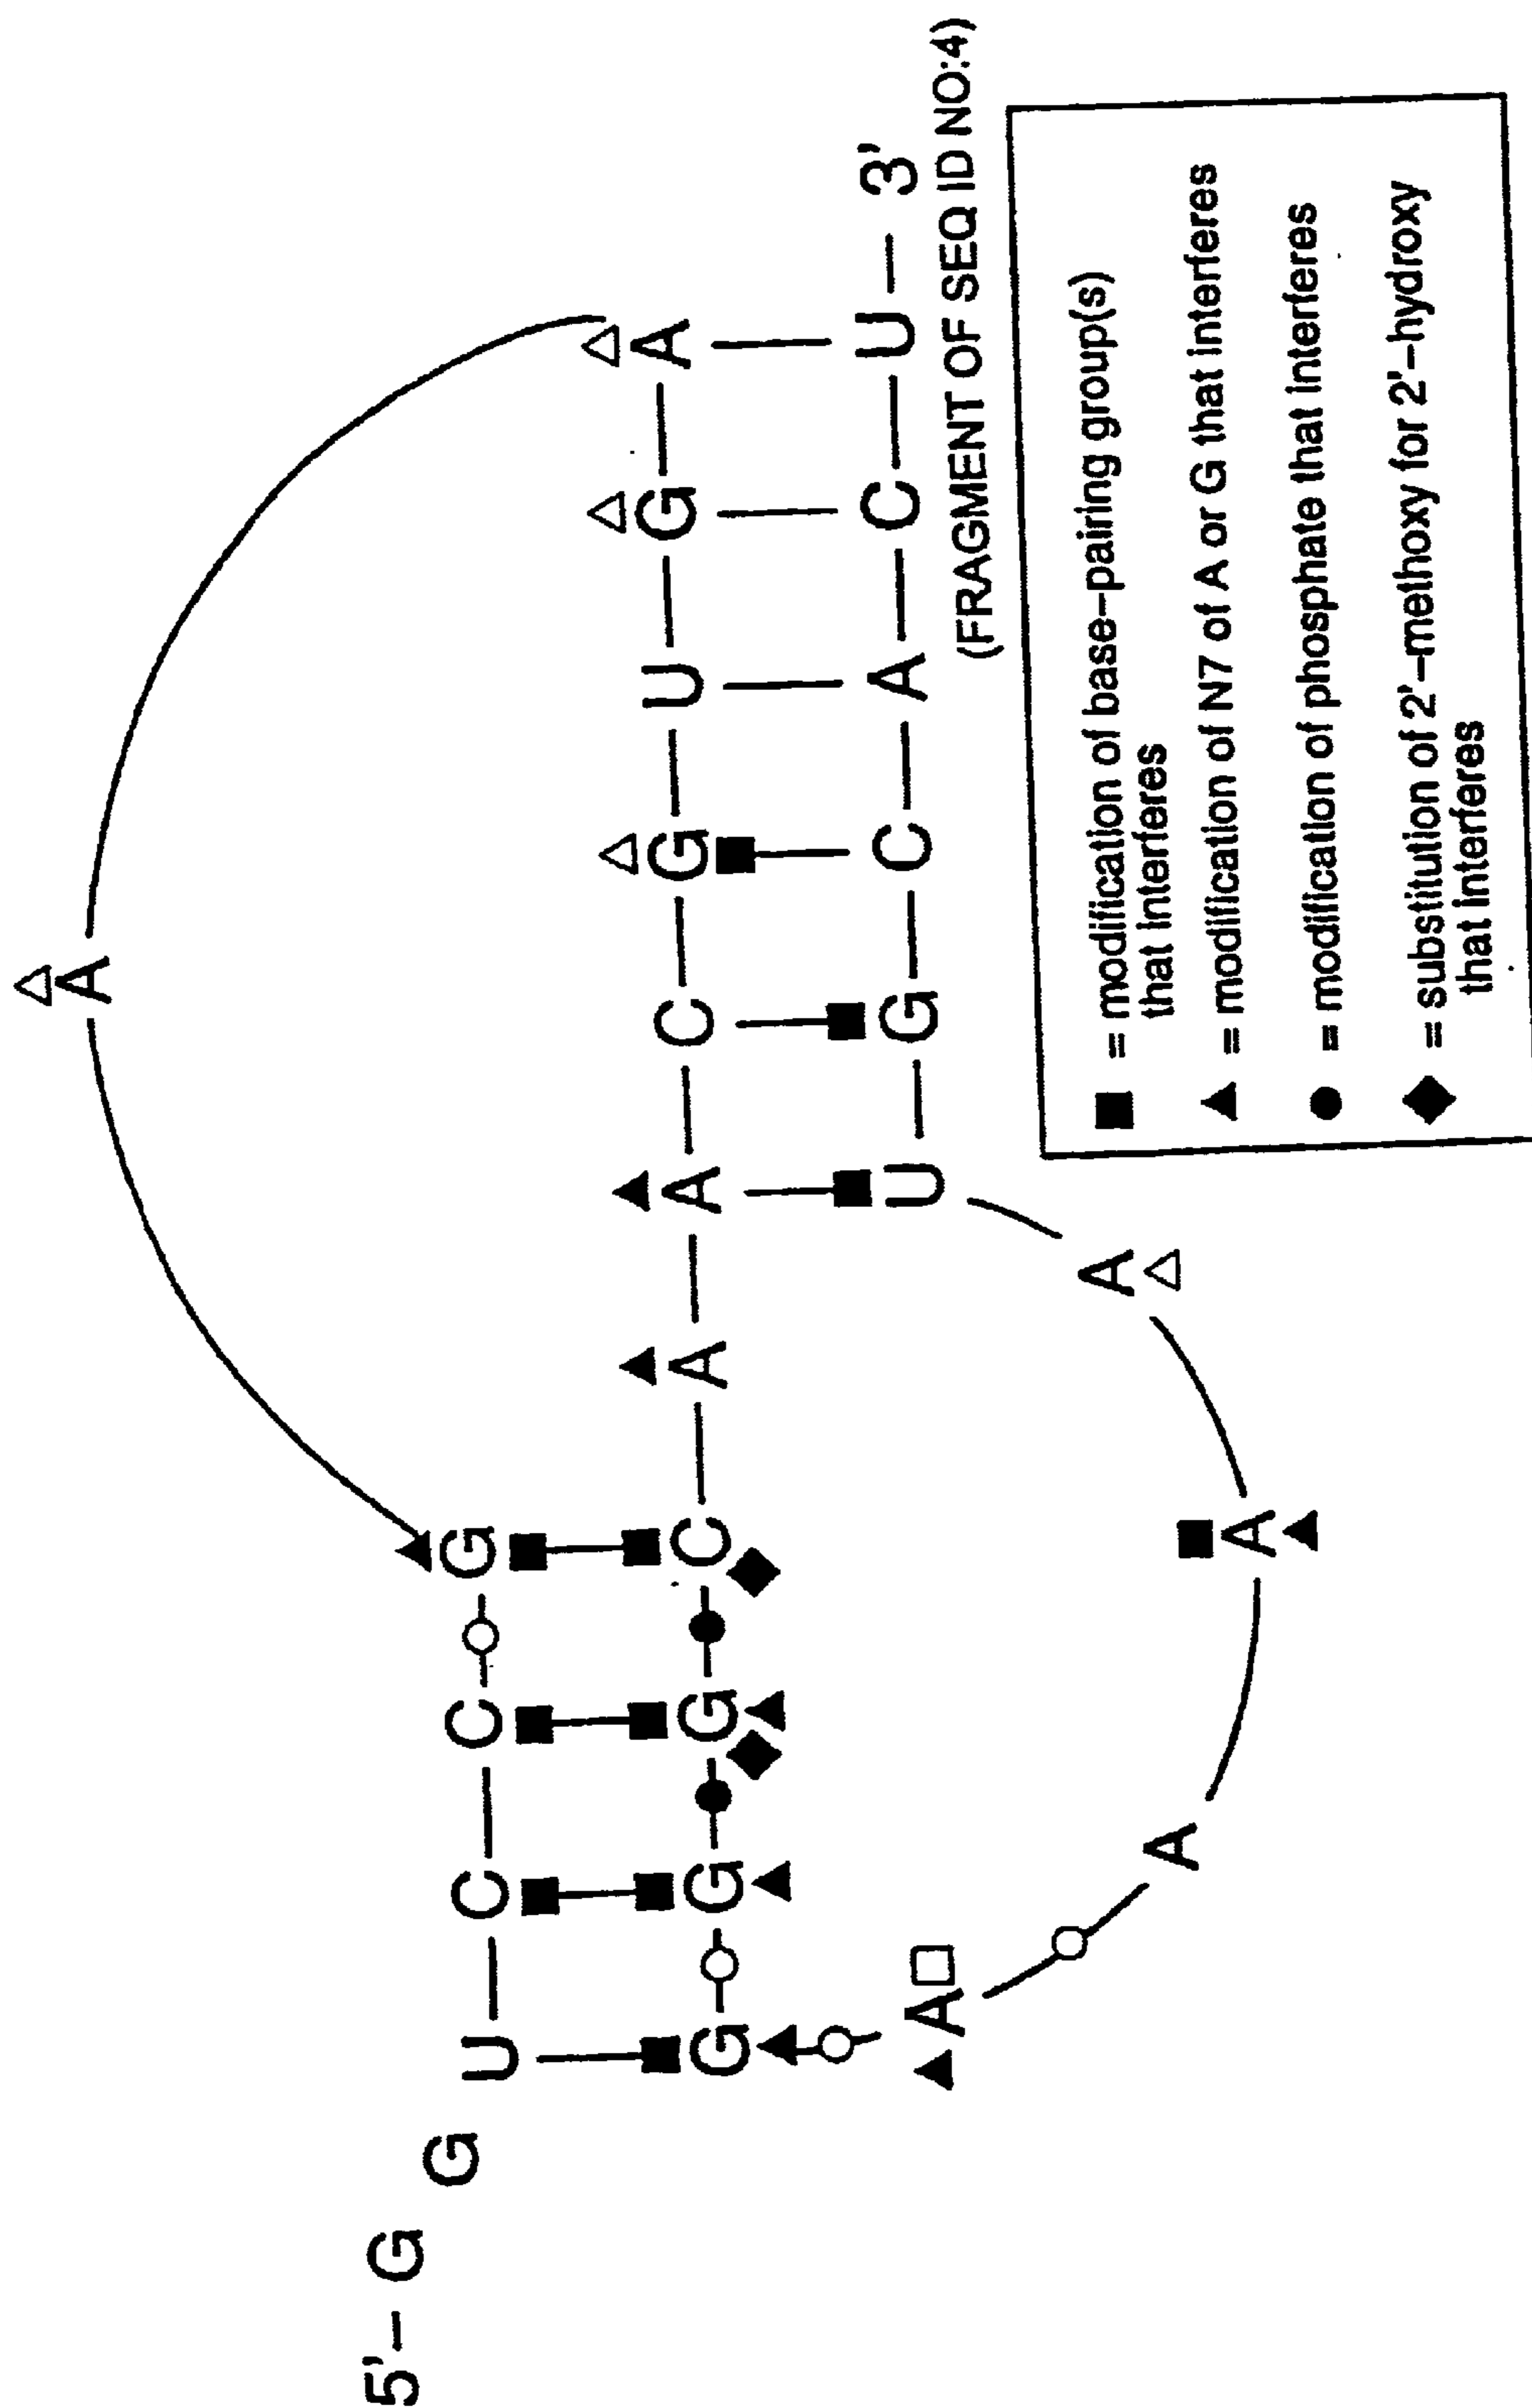 A
5'– G G
U – C – C – G
G – G – G – C – A – A – C – G – U – G – A
U – G – C – A – C – U – 3'
A A A A
(FRAGMENT OF SEQ ID NO:4)
■ = modification of base–pairing group(s)
that interferes
▲ = modification of N7 of A or G that interferes
● = modification of phosphate that interferes
◆ = substitution of 2'–methoxy for 2'–hydroxy
that interferes